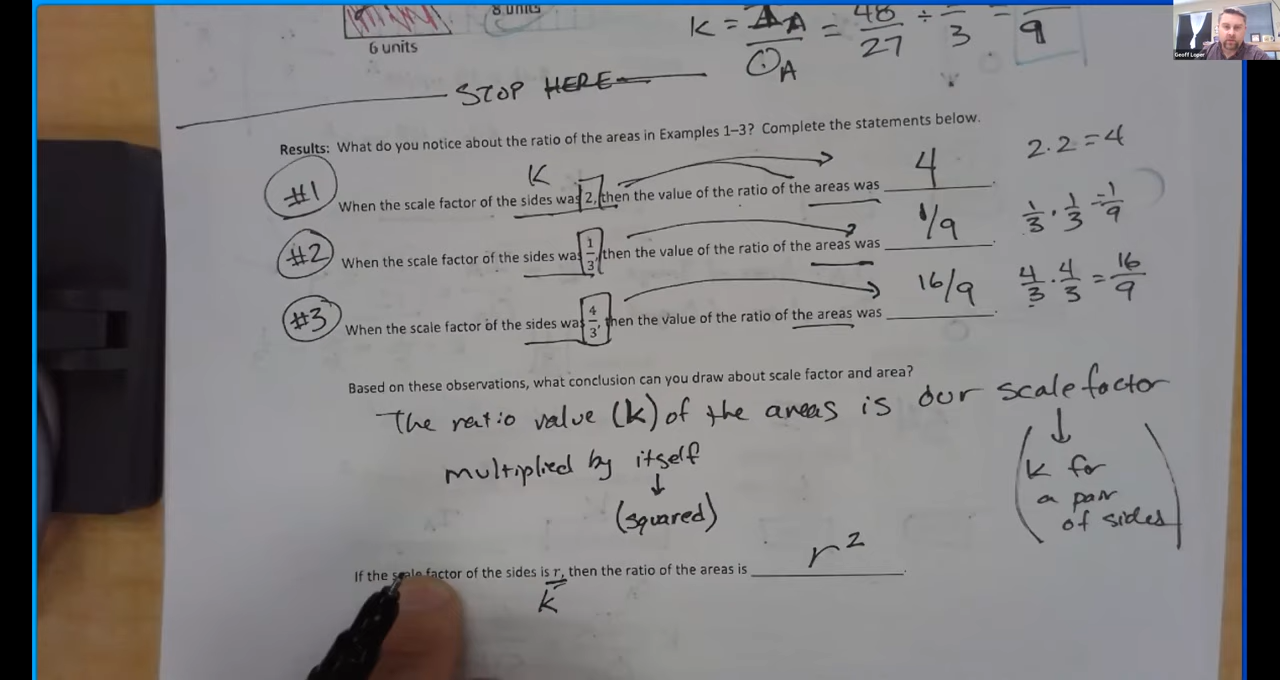 8 units
6 units
K = A / O A = 48/27 ÷ /3 = /9
STOP HERE
Results: What do you notice about the ratio of the areas in Examples 1–3? Complete the statements below.
2·2=4
K
#1 When the scale factor of the sides was 2, then the value of the ratio of the areas was 4.
#2 When the scale factor of the sides was 1/3, then the value of the ratio of the areas was 1/9. 1/3 · 1/3 = 1/9
#3 When the scale factor of the sides was 4/3, then the value of the ratio of the areas was 16/9. 4/3 · 4/3 = 16/9
Based on these observations, what conclusion can you draw about scale factor and area?
The ratio value (k) of the areas is our scale factor
multiplied by itself
(squared)
(k for
a pair
of sides)
If the scale factor of the sides is r, then the ratio of the areas is r².
k
Geoff Loper